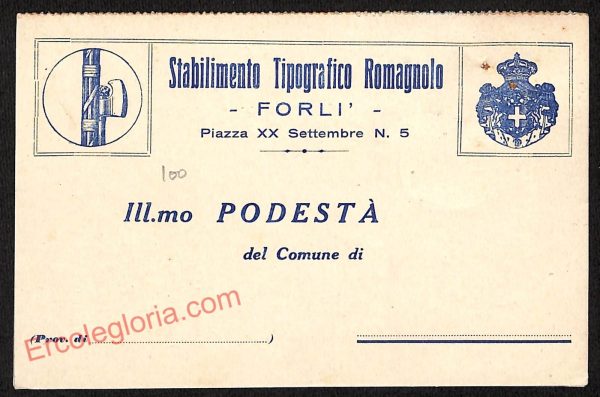 Stabilimento Tipografico Romagnolo
- FORLI' -
Piazza XX Settembre N. 5
100
Ill.mo PODESTÀ
del Comune di
(Prov. di )
Ercolegloria.com